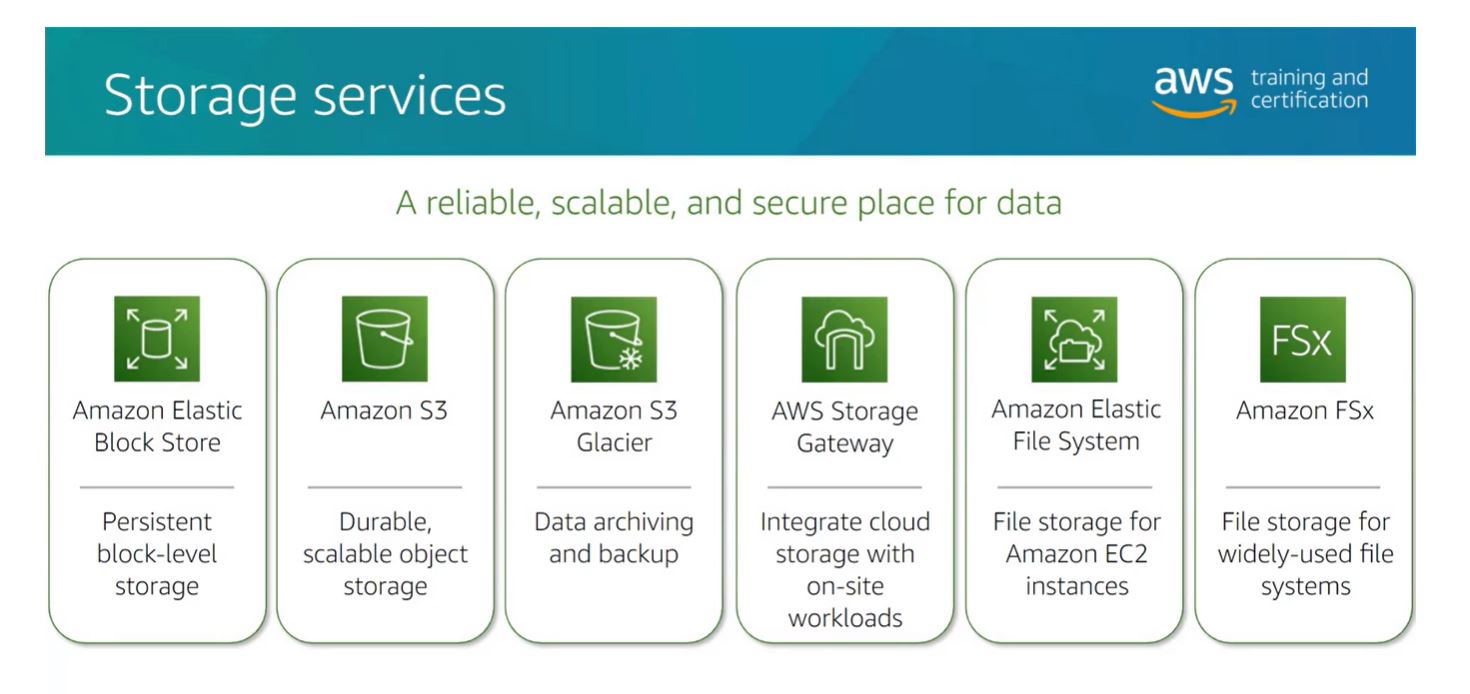 Storage services
aws training and
certification
A reliable, scalable, and secure place for data
Amazon Elastic
Block Store
Persistent
block-level
storage
Amazon S3
Durable,
scalable object
storage
Amazon S3
Glacier
Data archiving
and backup
AWS Storage
Gateway
Integrate cloud
storage with
on-site
workloads
Amazon Elastic
File System
File storage for
Amazon EC2
instances
FSx
Amazon FSx
File storage for
widely-used file
systems